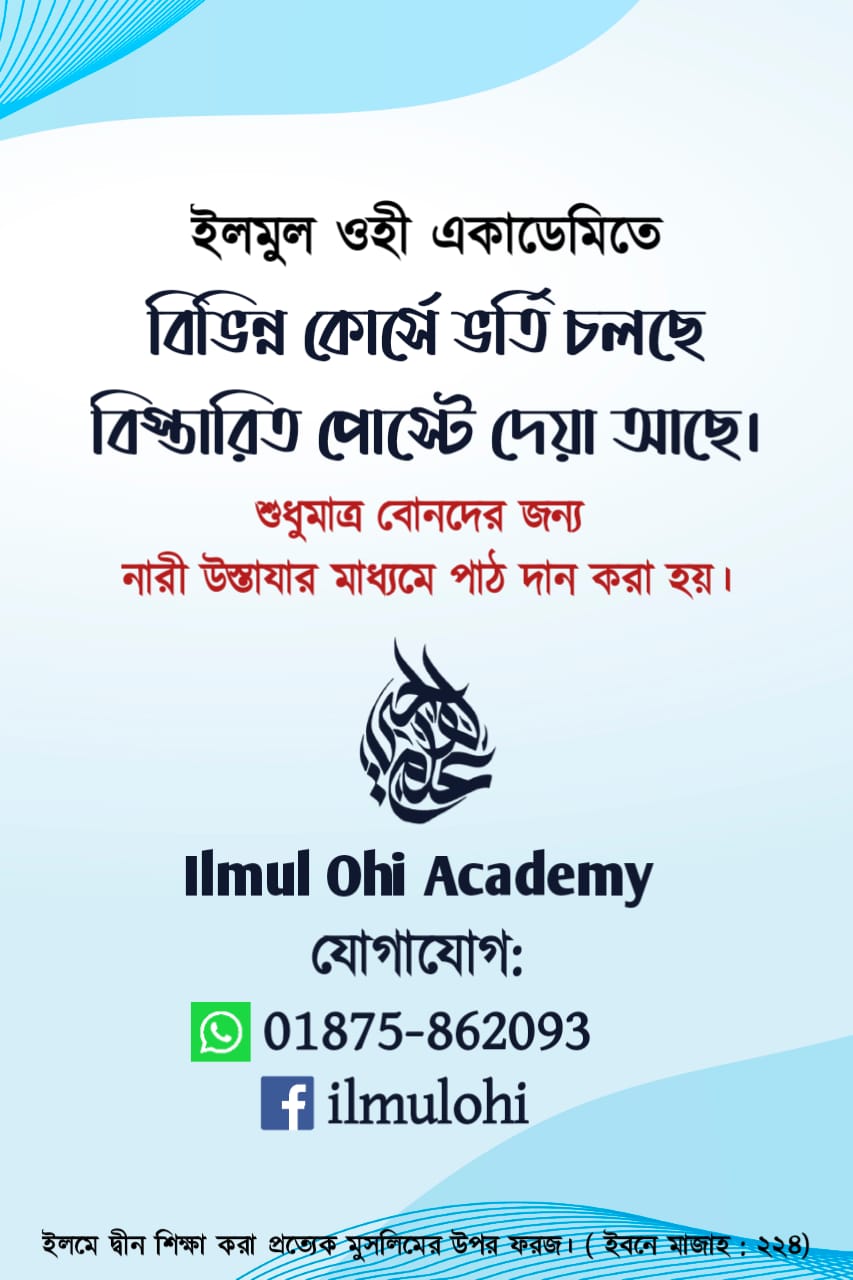 ইলমুল ওহী একাডেমিতে
বিভিন্ন কোর্সে ভর্তি চলছে
বিস্তারিত পোস্টে দেয়া আছে।
শুধুমাত্র বোনদের জন্য
নারী উস্তাযার মাধ্যমে পাঠ দান করা হয়।
Ilmul Ohi Academy
যোগাযোগ:
01875-862093
ilmulohi
ইলমে দ্বীন শিক্ষা করা প্রত্যেক মুসলিমের উপর ফরজ। ( ইবনে মাজাহ : ২২৪)